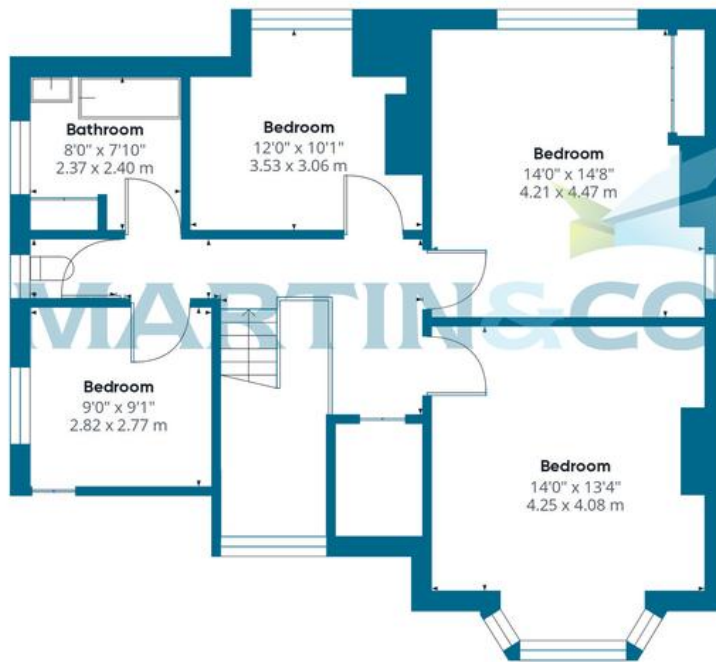 Bathroom
8'0" x 7'10"
2.37 x 2.40 m
Bedroom
12'0" x 10'1"
3.53 x 3.06 m
Bedroom
14'0" x 14'8"
4.21 x 4.47 m
MARTIN&CO
Bedroom
9'0" x 9'1"
2.82 x 2.77 m
Bedroom
14'0" x 13'4"
4.25 x 4.08 m